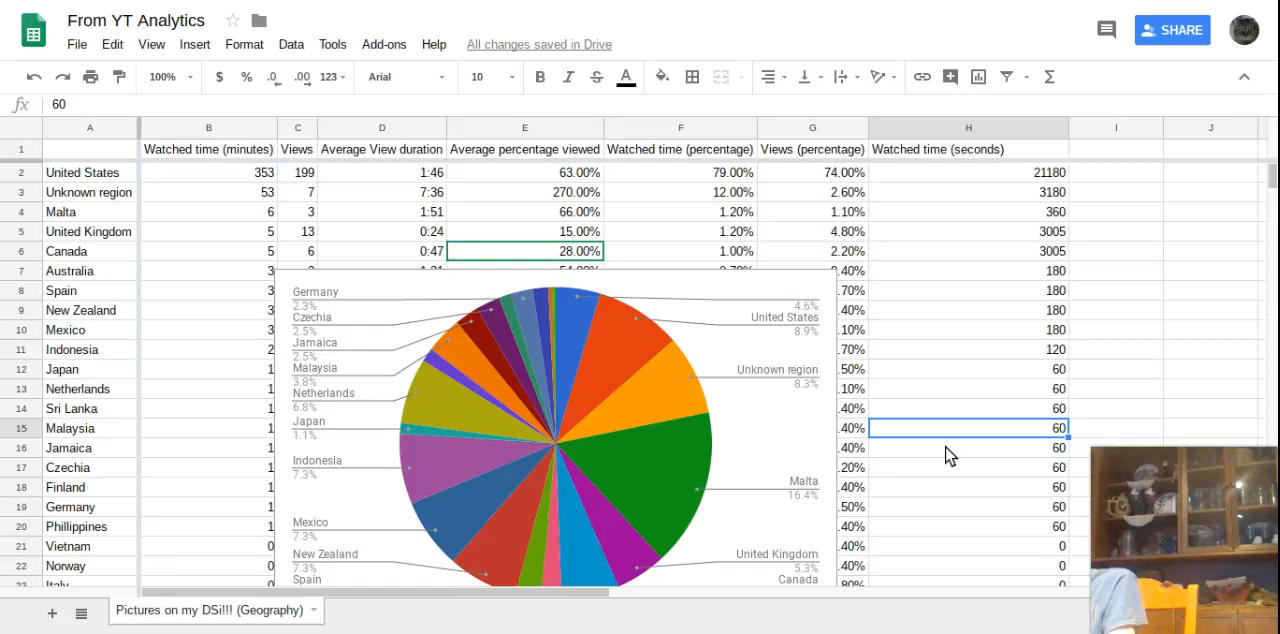 From YT Analytics
File Edit View Insert Format Data Tools Add-ons Help All changes saved in Drive
SHARE
100% $ % .0 .00 123 Arial 10 B I S A Σ
fx 60
A B C D E F G H I J
1 Watched time (minutes) Views Average View duration Average percentage viewed Watched time (percentage) Views (percentage) Watched time (seconds)
2 United States 353 199 1:46 63.00% 79.00% 74.00% 21180
3 Unknown region 53 7 7:36 270.00% 12.00% 2.60% 3180
4 Malta 6 3 1:51 66.00% 1.20% 1.10% 360
5 United Kingdom 5 13 0:24 15.00% 1.20% 4.80% 3005
6 Canada 5 6 0:47 28.00% 1.00% 2.20% 3005
7 Australia 3 .40% 180
8 Spain 3 .70% 180
9 New Zealand 3 .40% 180
10 Mexico 3 .10% 180
11 Indonesia 2 .70% 120
12 Japan 1 .50% 60
13 Netherlands 1 .10% 60
14 Sri Lanka 1 .40% 60
15 Malaysia 1 .40% 60
16 Jamaica 1 .40% 60
17 Czechia 1 .20% 60
18 Finland 1 .40% 60
19 Germany 1 .50% 60
20 Phillippines 1 .40% 60
21 Vietnam 0 .40% 0
22 Norway 0 .40% 0
Italy 0 .80% 0
Germany
2.3%
Czechia
2.5%
Jamaica
2.5%
Malaysia
3.8%
Netherlands
6.8%
Japan
1.1%
Indonesia
7.3%
Mexico
7.3%
New Zealand
7.3%
Spain
4.6%
United States
8.9%
Unknown region
8.3%
Malta
16.4%
United Kingdom
5.3%
Canada
Pictures on my DSi!!! (Geography)